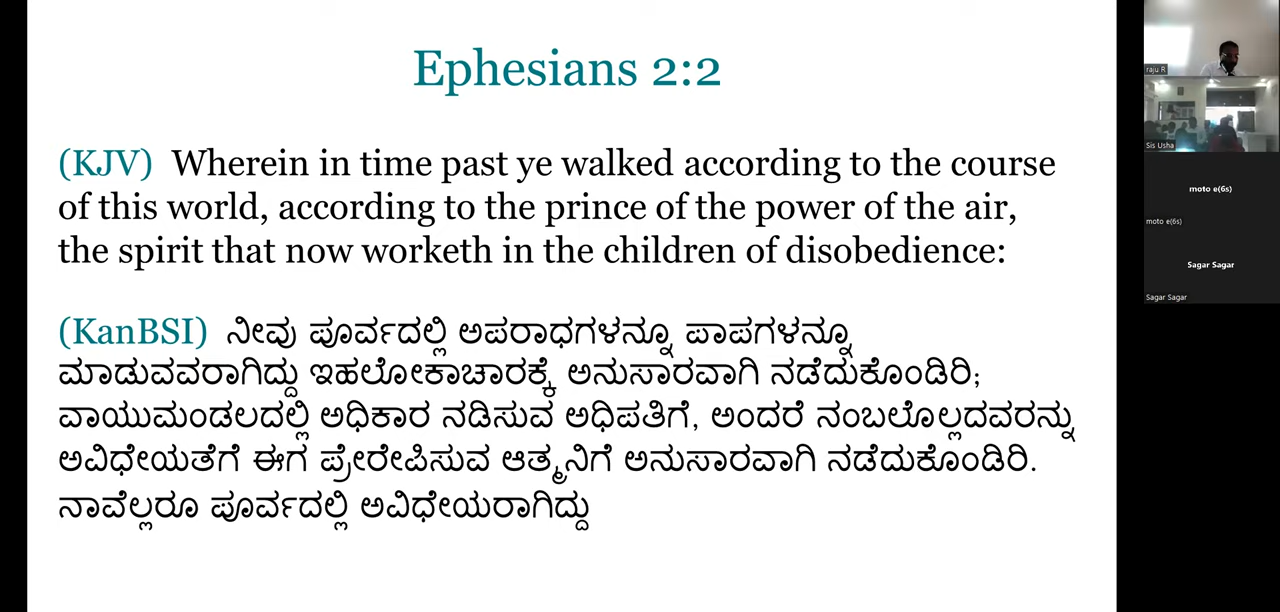 Ephesians 2:2
(KJV) Wherein in time past ye walked according to the course
of this world, according to the prince of the power of the air,
the spirit that now worketh in the children of disobedience:
(KanBSI) ನೀವು ಪೂರ್ವದಲ್ಲಿ ಅಪರಾಧಗಳನ್ನೂ ಪಾಪಗಳನ್ನೂ
ಮಾಡುವವರಾಗಿದ್ದು ಇಹಲೋಕಾಚಾರಕ್ಕೆ ಅನುಸಾರವಾಗಿ ನಡೆದುಕೊಂಡಿರಿ;
ವಾಯುಮಂಡಲದಲ್ಲಿ ಅಧಿಕಾರ ನಡಿಸುವ ಅಧಿಪತಿಗೆ, ಅಂದರೆ ನಂಬಲೊಲ್ಲದವರನ್ನು
ಅವಿಧೇಯತೆಗೆ ಈಗ ಪ್ರೇರೇಪಿಸುವ ಆತ್ಮನಿಗೆ ಅನುಸಾರವಾಗಿ ನಡೆದುಕೊಂಡಿರಿ.
ನಾವೆಲ್ಲರೂ ಪೂರ್ವದಲ್ಲಿ ಅವಿಧೇಯರಾಗಿದ್ದು
raju R
Sis Usha
moto e(6s)
moto e(6s)
Sagar Sagar
Sagar Sagar